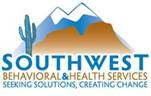 SOUTHWEST
BEHAVIORAL&HEALTH SERVICES
SEEKING SOLUTIONS, CREATING CHANGE